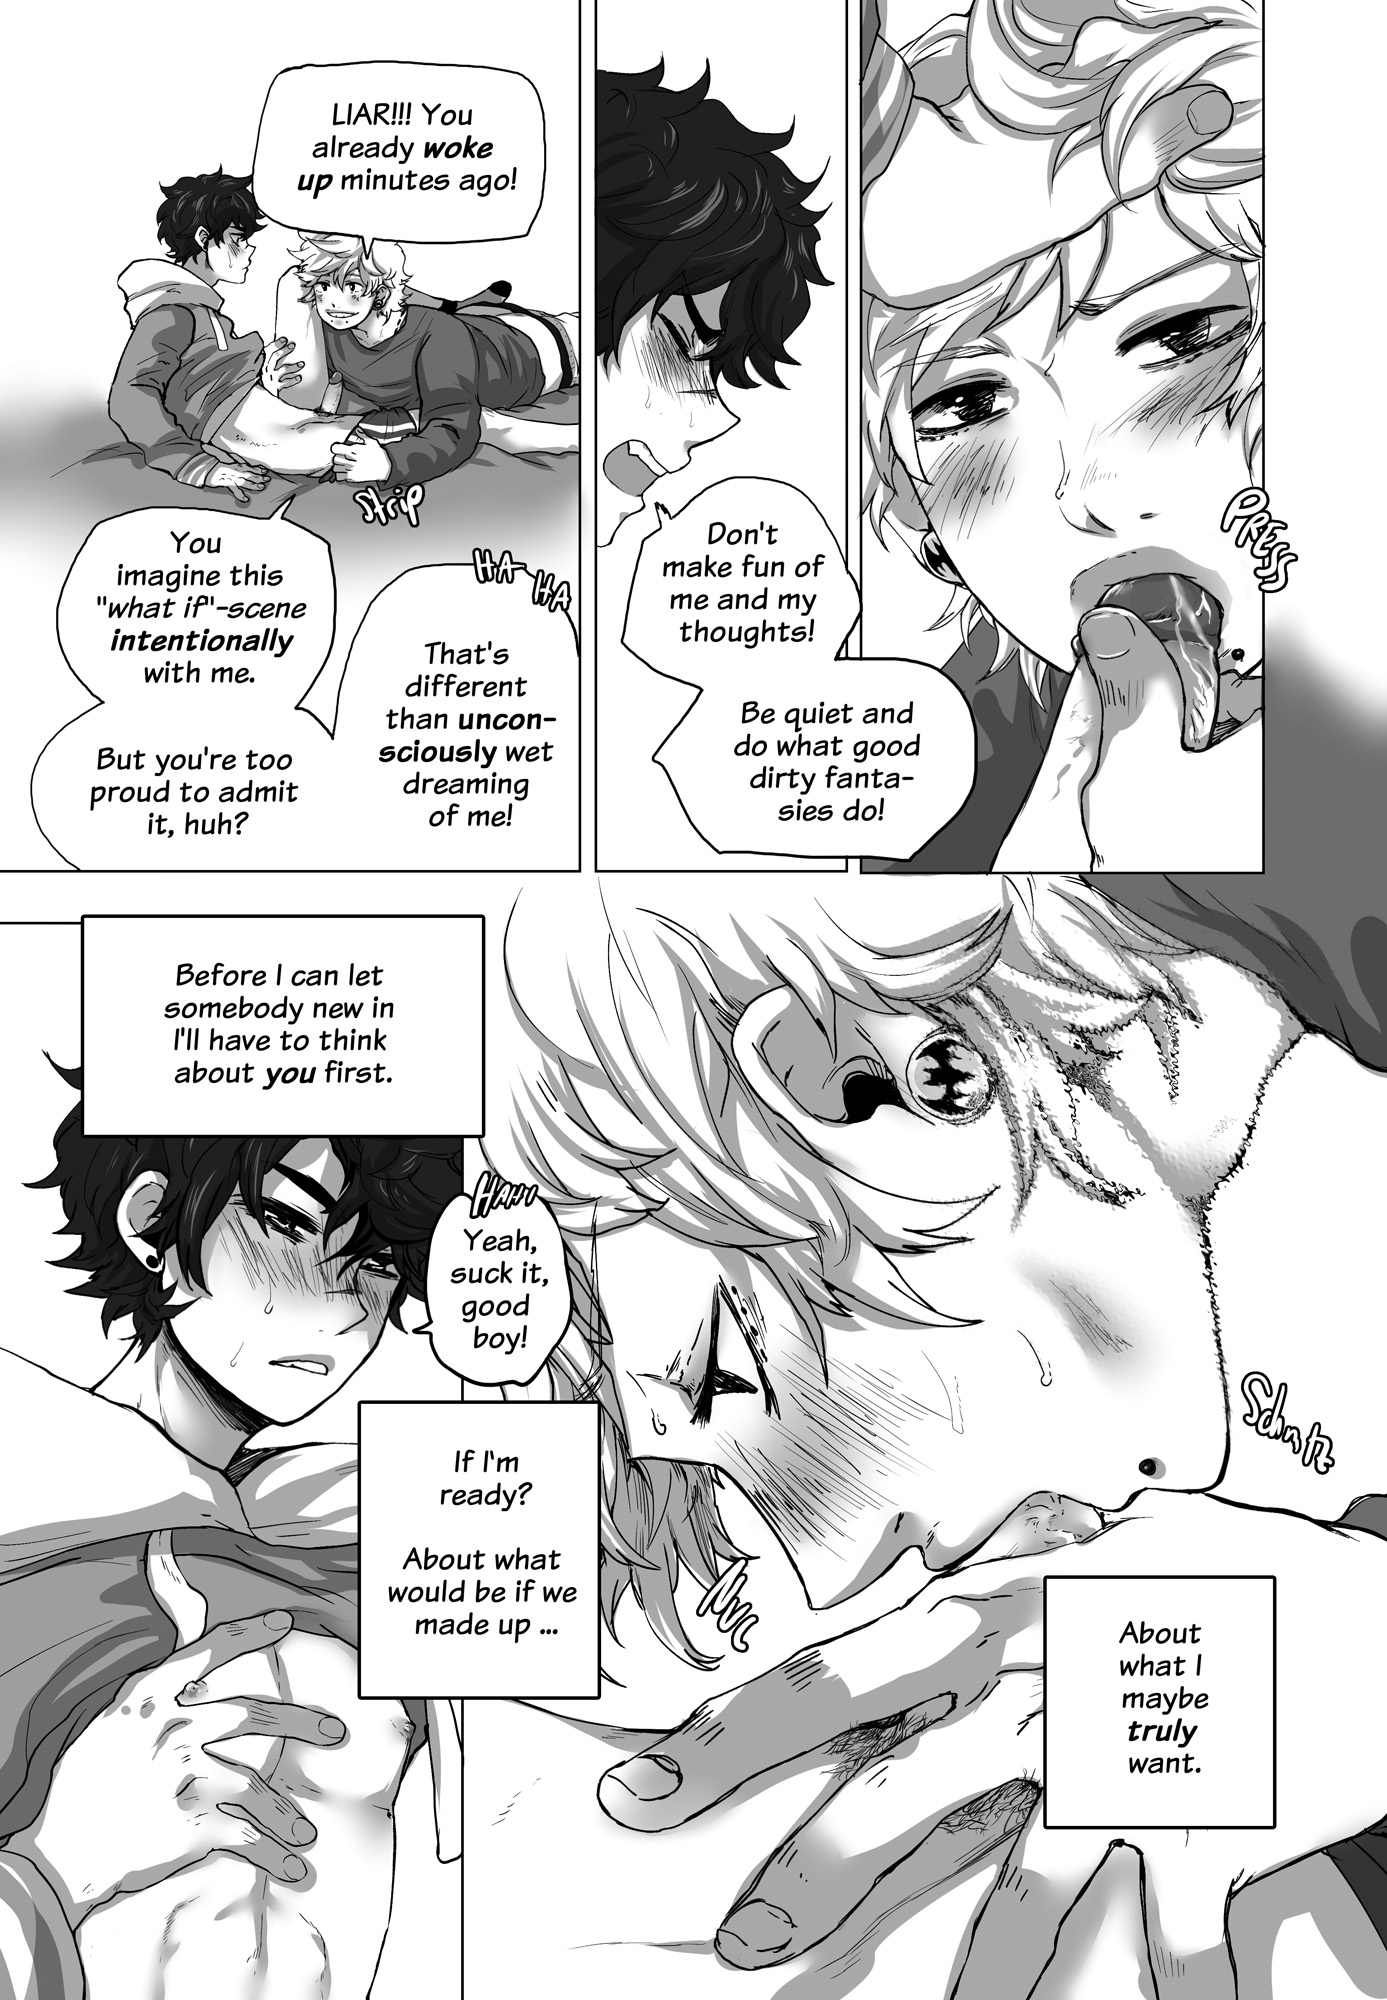 LIAR!!! You
already woke
up minutes ago!
Strip
You
imagine this
"what if"-scene
intentionally
with me.
But you're too
proud to admit
it, huh?
HA
HA
That's
different
than uncon-
sciously wet
dreaming
of me!
Don't
make fun of
me and my
thoughts!
Be quiet and
do what good
dirty fanta-
sies do!
PRESS
Before I can let
somebody new in
I'll have to think
about you first.
HAH!
Yeah,
suck it,
good
boy!
If I'm
ready?
About what
would be if we
made up ...
Schmtz
About
what I
maybe
truly
want.